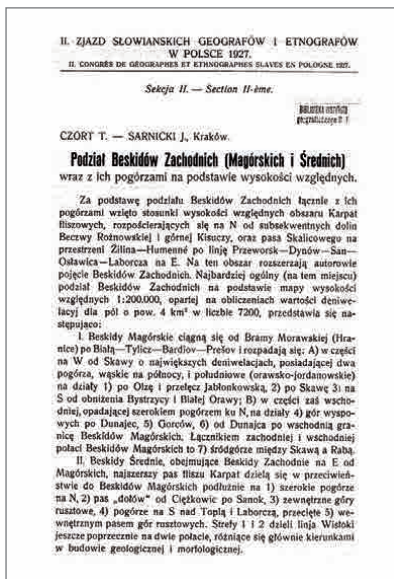 II. ZJAZD SŁOWIAŃSKICH GEOGRAFÓW I ETNOGRAFÓW
W POLSCE 1927.
II. CONGRÈS DE GÉOGRAPHES ET ETHNOGRAPHES SLAVES EN POLOGNE 1927.
Sekcja II. — Section II-ème.
CZORT T. — SARNICKI J., Kraków.
Podział Beskidów Zachodnich (Magórskich i Średnich)
wraz z ich pogórzami na podstawie wysokości względnych.
Za podstawę podziału Beskidów Zachodnich łącznie z ich
pogórzami wzięto stosunki wysokości względnych obszaru Karpat
fliszowych, rozpościerających się na N od subsekwentnych dolin
Beczwy Rożnowskiej i górnej Kisuczy, oraz pasa Skalicowego na
przestrzeni Žilina—Humenné po linję Przeworsk—Dynów—San—
Osławica—Laborcza na E. Na ten obszar rozszerzają autorowie
pojęcie Beskidów Zachodnich. Najbardziej ogólny (na tem miejscu)
podział Beskidów Zachodnich na podstawie mapy wysokości
względnych 1:200.000, opartej na obliczeniach wartości deniwe-
lacyj dla pól o pow. 4 km² w liczbie 7200, przedstawia się na-
stępująco:
I. Beskidy Magórskie ciągną się od Bramy Morawskiej (Hra-
nice) po Białą—Tylicz—Bardiov—Prešov i rozpadają się: A) w części
na W od Skawy o największych deniwelacjach, posiadającej dwa
pogórza, wąskie na północy, i południowe (orawsko-jordanowskie)
na działy 1) po Olzę i przełęcz Jabłonkowską, 2) po Skawę 3) na
S od obniżenia Bystrzycy i Białej Orawy; B) w części zaś wscho-
dniej, opadającej szerokiem pogórzem ku N, na działy 4) gór wyspo-
wych po Dunajec, 5) Gorców, 6) od Dunajca po wschodnią gra-
nicę Beskidów Magórskich. Łącznikiem zachodniej i wschodniej
połaci Beskidów Magórskich to 7) śródgórze między Skawą a Rabą.
II. Beskidy Średnie, obejmujące Beskidy Zachodnie na E od
Magórskich, najszerszy pas fliszu Karpat dzielą się w przeciwień-
stwie do Beskidów Magórskich podłużnie na 1) szerokie pogórze
na N, 2) pas „dołów" od Ciężkowic po Sanok, 3) zewnętrzne góry
rusztowe, 4) pogórze na S nad Toplą i Laborczą, przecięte 5) we-
wnętrznym pasem gór rusztowych. Strefy 1 i 2 dzieli linja Wisłoki
jeszcze poprzecznie na dwie połacie, różniące się głównie kierunkami
w budowie geologicznej i morfologicznej.